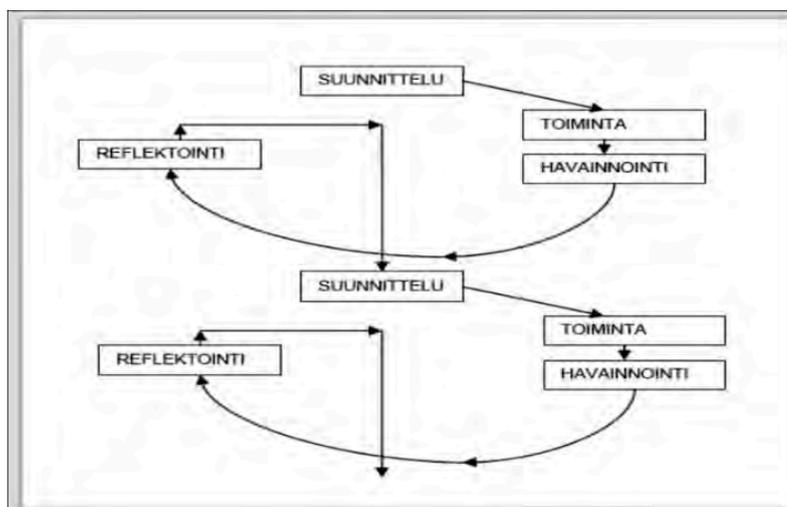 SUUNNITTELU
TOIMINTA
REFLEKTOINTI
HAVAINNOINTI
SUUNNITTELU
TOIMINTA
REFLEKTOINTI
HAVAINNOINTI